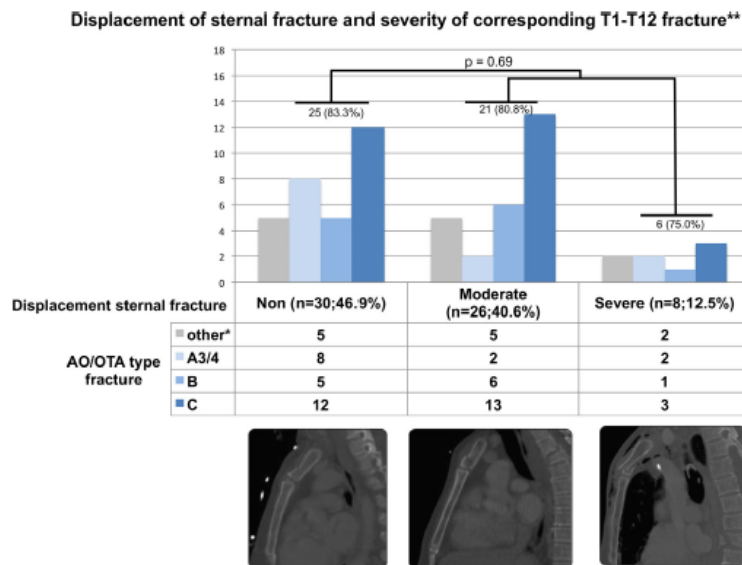 Displacement of sternal fracture and severity of corresponding T1-T12 fracture**
18
16
14
12
10
8
6
4
2
0
p = 0.69
25 (83.3%)
21 (80.8%)
6 (75.0%)
Displacement sternal fracture
Non (n=30;46.9%)
Moderate
(n=26;40.6%)
Severe (n=8;12.5%)
AO/OTA type
fracture
other* 5 5 2
A3/4 8 2 2
B 5 6 1
C 12 13 3